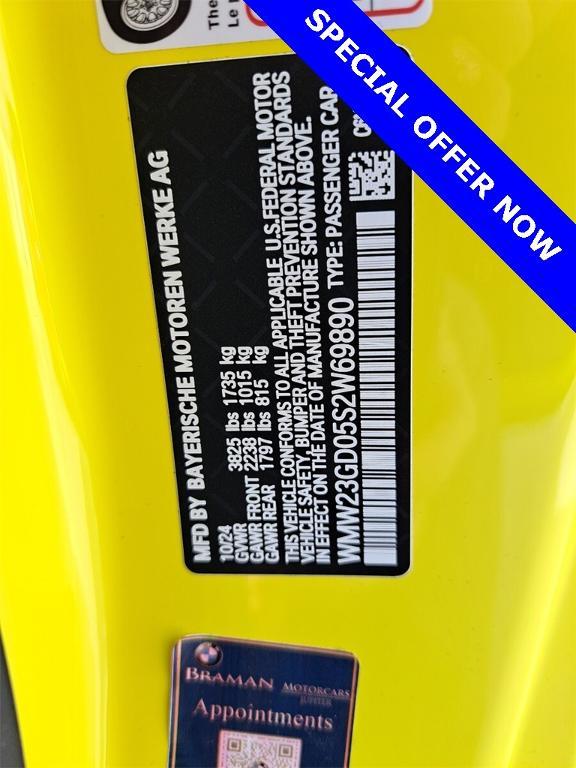 The
Le
SPECIAL OFFER NOW
MFD BY BAYERISCHE MOTOREN WERKE AG
10/24
GVWR 3825 lbs 1735 kg
GAWR FRONT 2238 lbs 1015 kg
GAWR REAR 1797 lbs 815 kg
THIS VEHICLE CONFORMS TO ALL APPLICABLE U.S.FEDERAL MOTOR
VEHICLE SAFETY, BUMPER AND THEFT PREVENTION STANDARDS
IN EFFECT ON THE DATE OF MANUFACTURE SHOWN ABOVE.
WMW23GD05S2W69890 TYPE: PASSENGER CAR
BRAMAN MOTORCARS
JUPITER
Appointments